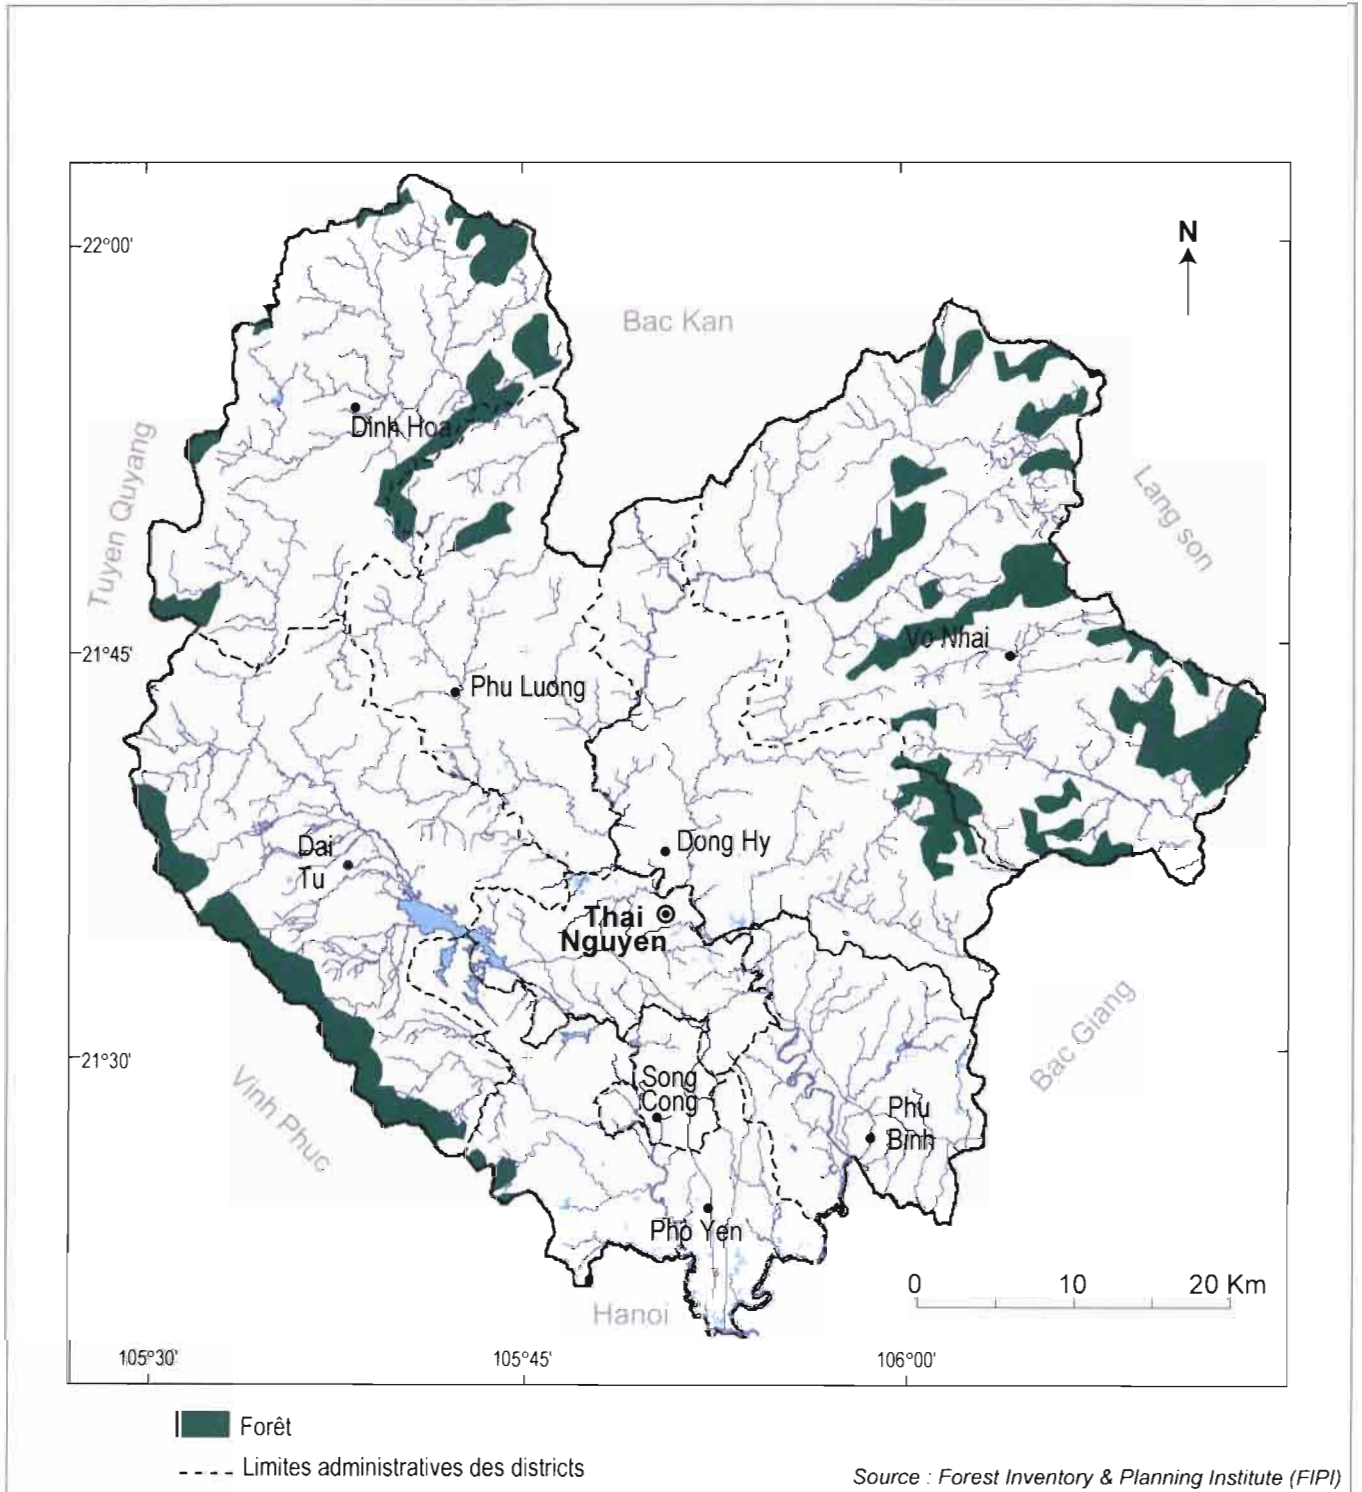 N
22°00'
Bac Kan
Dinh Hoa
Tuyen Quyang
Lang son
Vo Nhai
21°45'
Phu Luong
Dong Hy
Dai
Tu
Thai
Nguyen
Bac Giang
21°30'
Song
Cong
Vinh Phuc
Phu
Binh
Pho Yen
0 10 20 Km
Hanoi
105°30' 105°45' 106°00'
Forêt
Limites administratives des districts
Source : Forest Inventory & Planning Institute (FIPI)